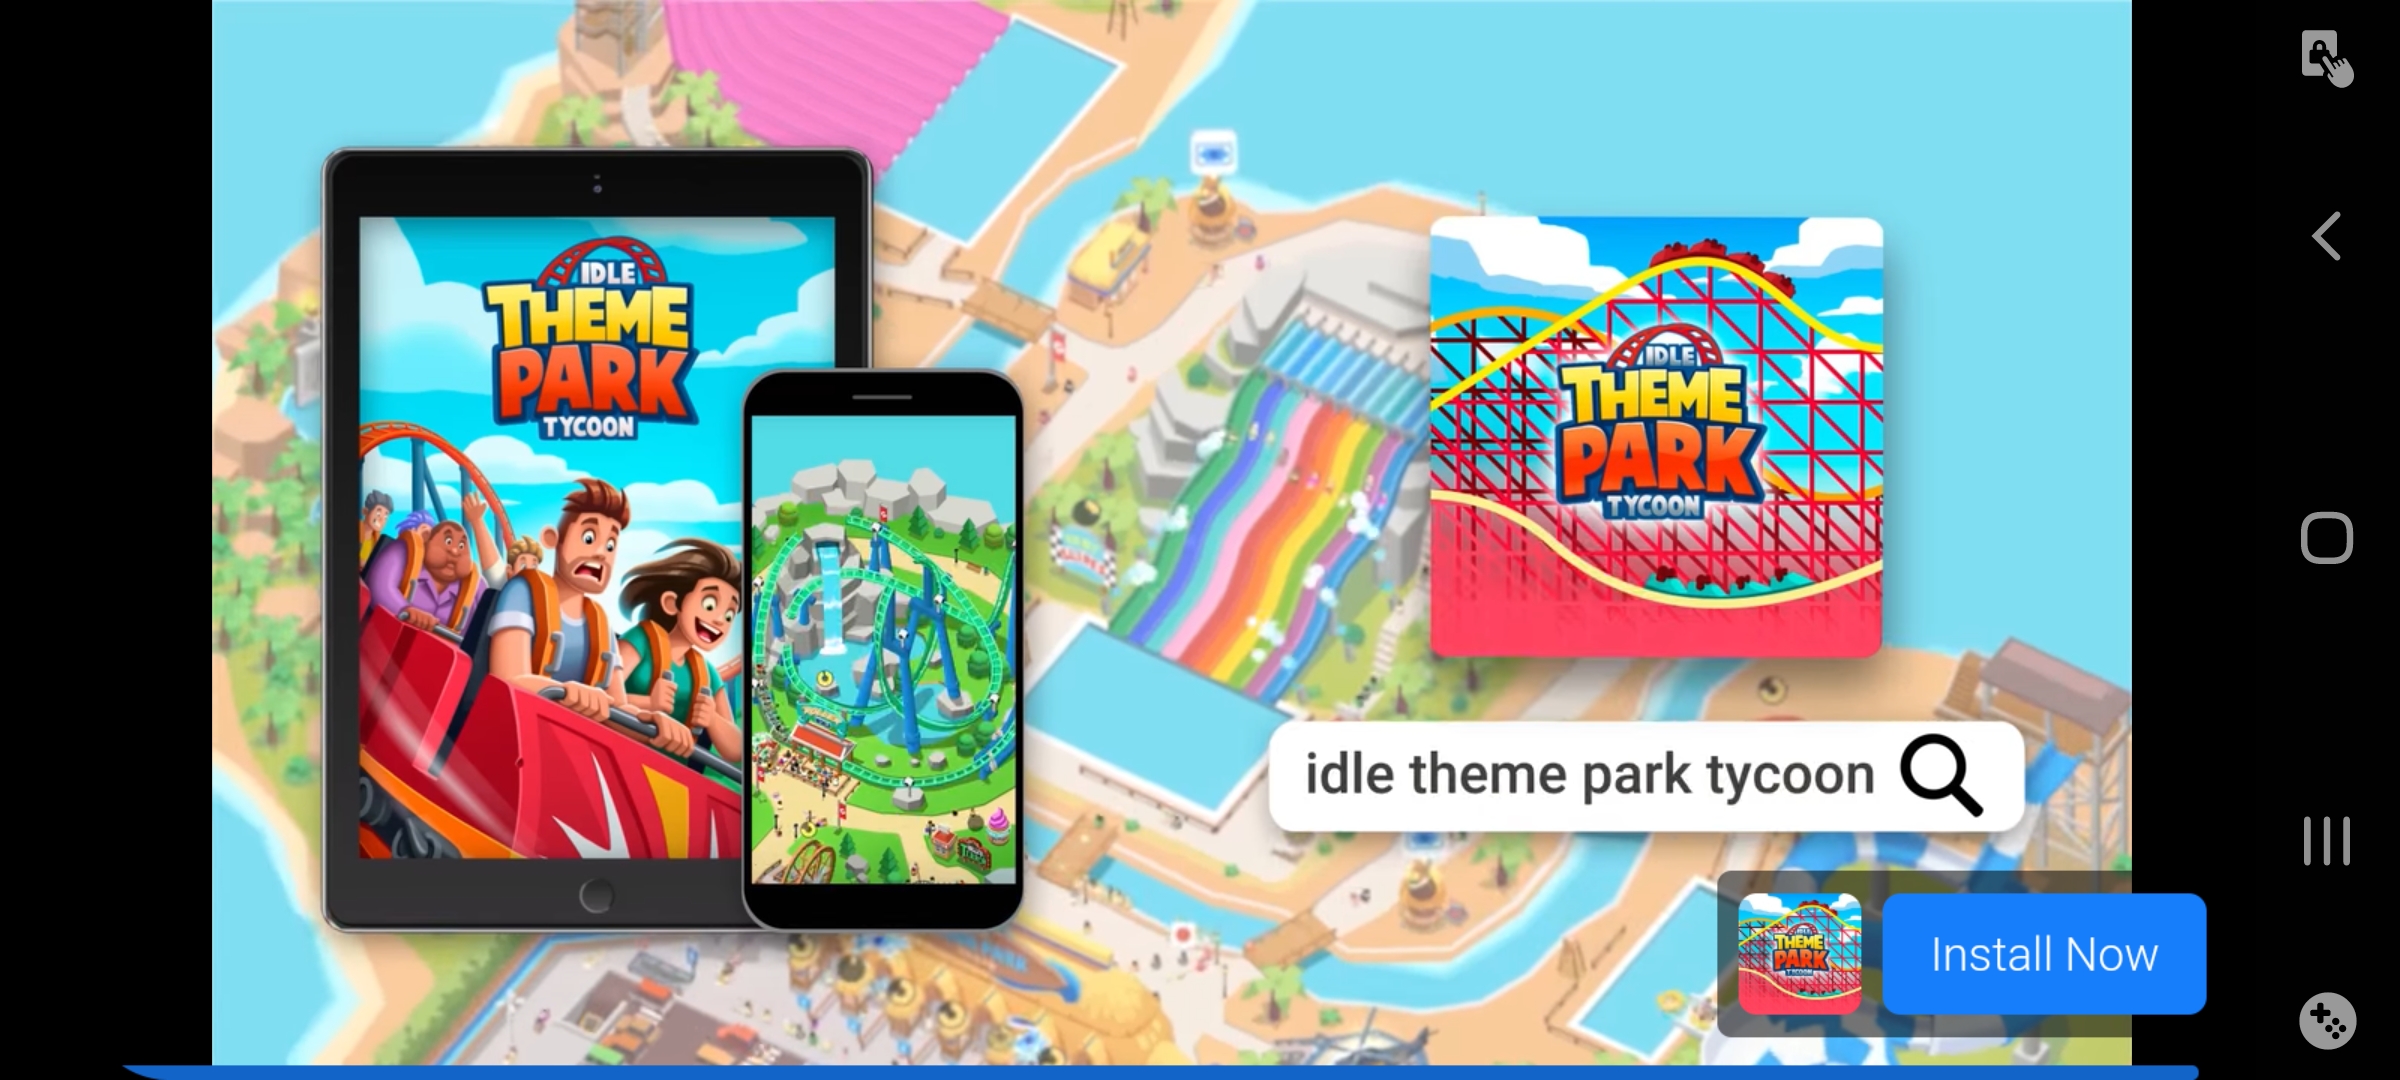 IDLE
THEME
PARK
TYCOON
IDLE
THEME
PARK
TYCOON
idle theme park tycoon
THEME
PARK
TYCOON
Install Now